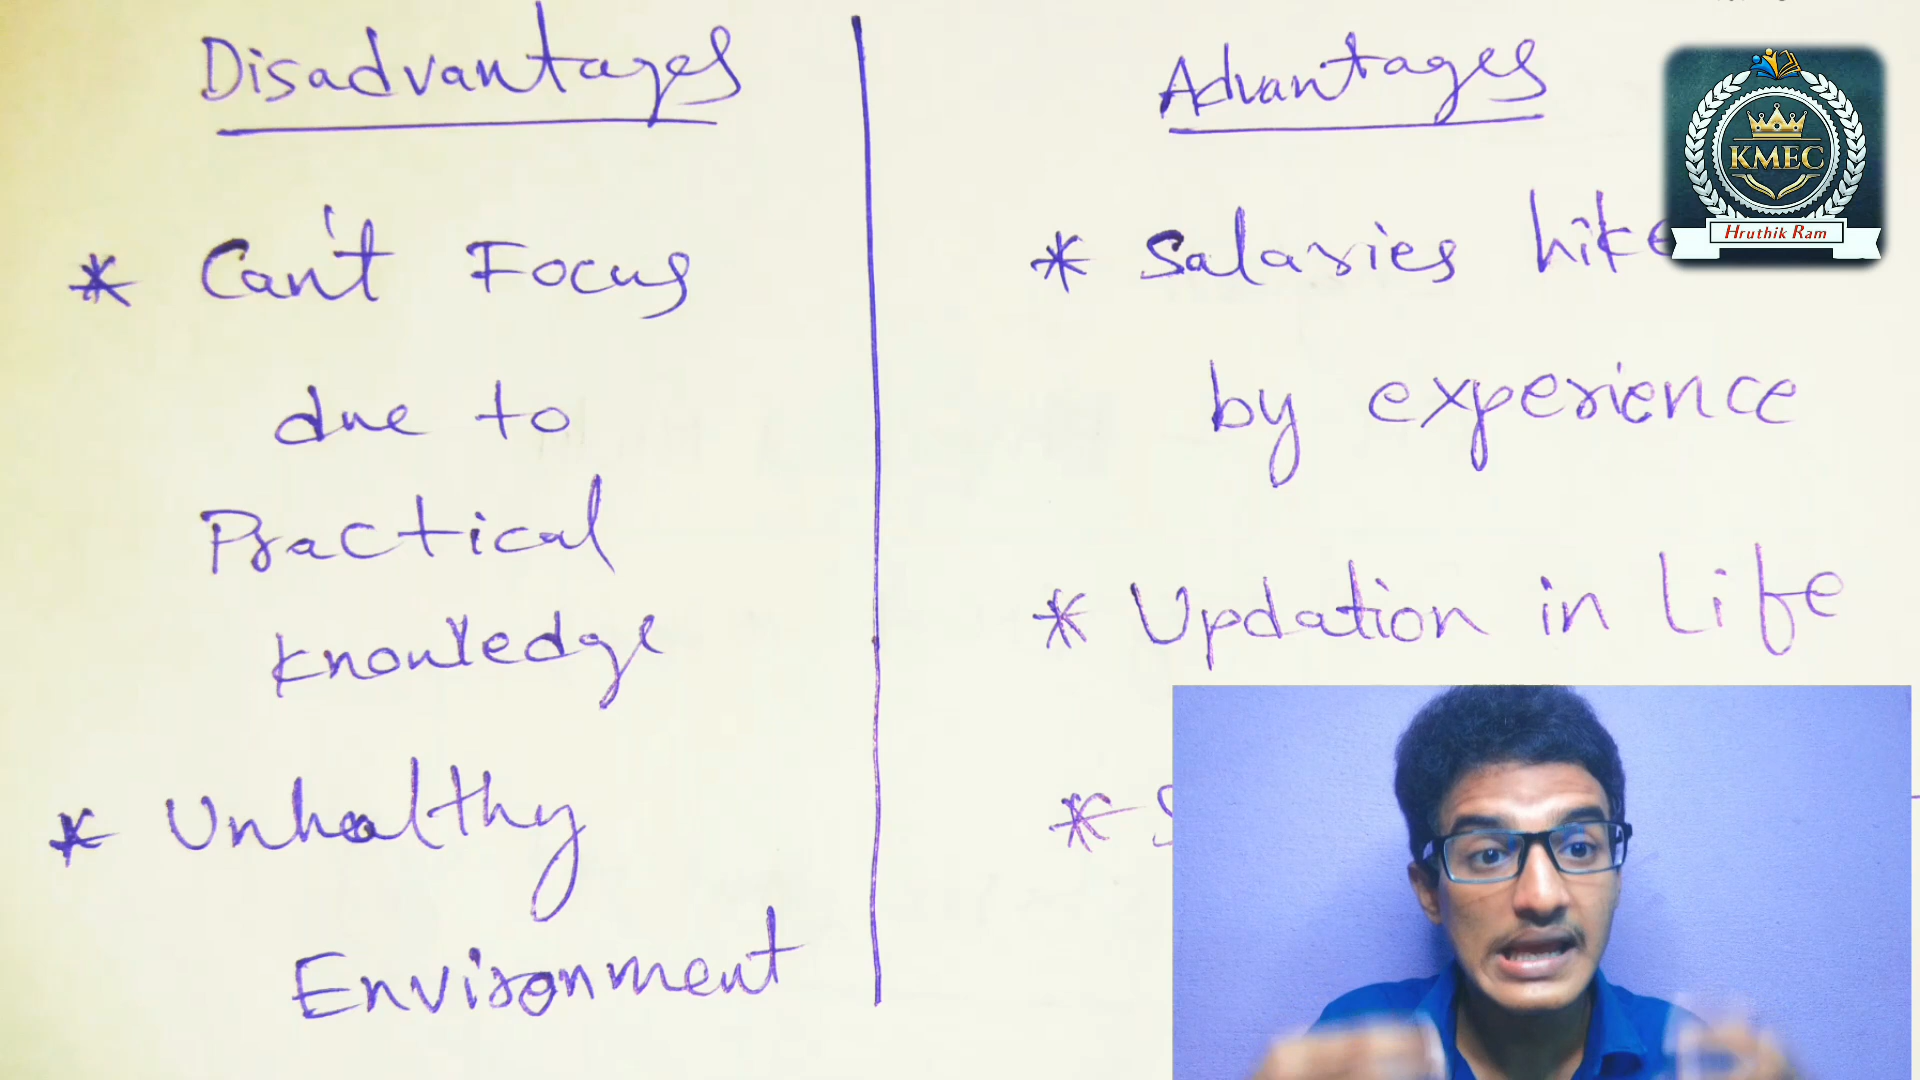 Disadvantages
* Can't Focus
due to
Practical
knowledge
* Unhealthy
Environment
Advantages
* Salaries hike
by experience
* Updation in Life
*
KMEC
Hruthik Ram